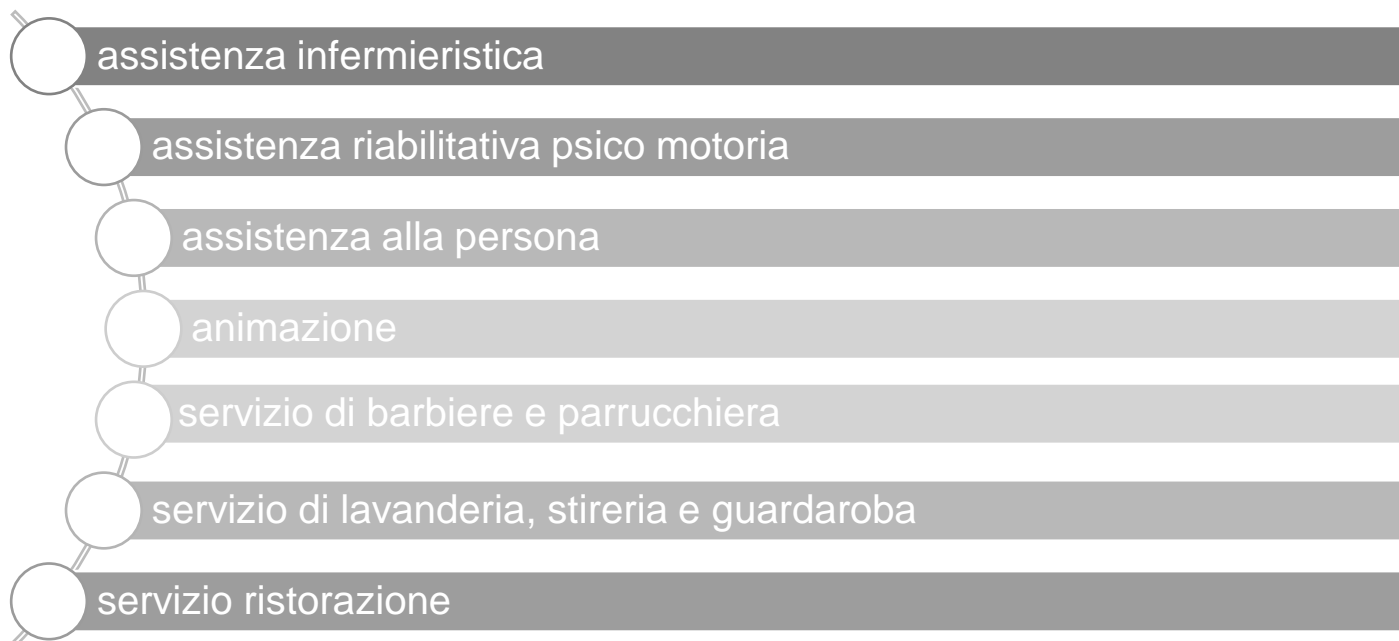 assistenza infermieristica
assistenza riabilitativa psico motoria
assistenza alla persona
animazione
servizio di barbiere e parrucchiera
servizio di lavanderia, stireria e guardaroba
servizio ristorazione